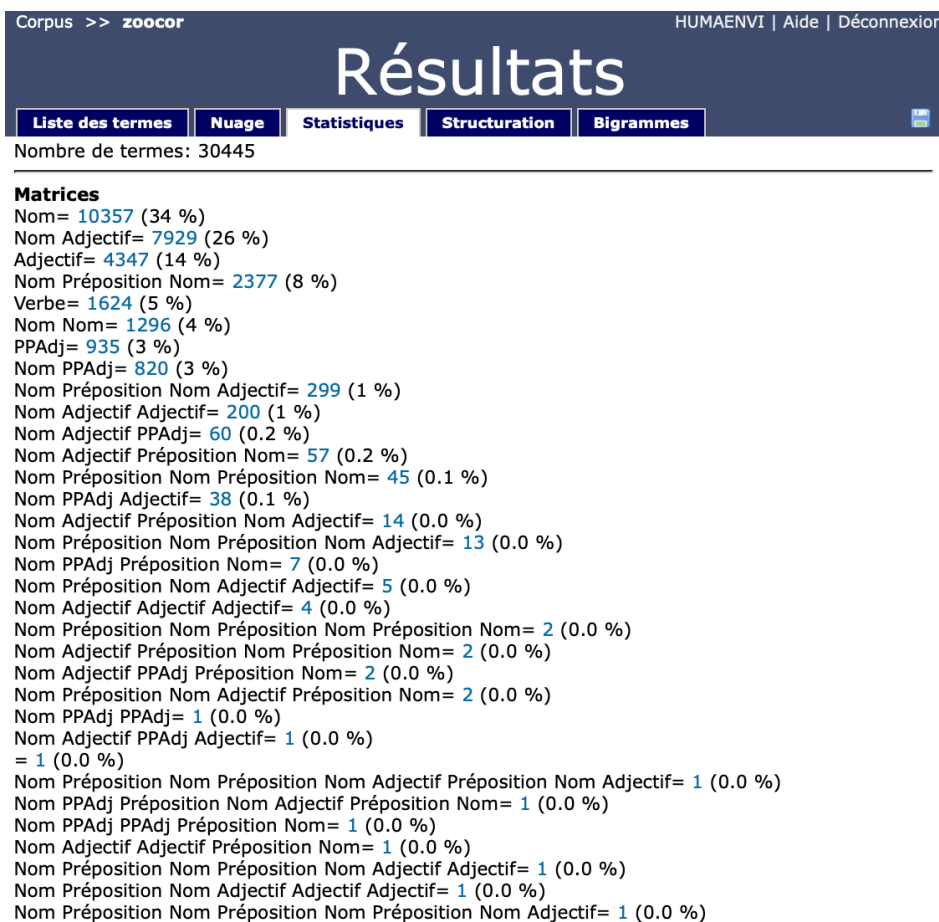 Corpus >> zoocor HUMAENVI | Aide | Déconnexion
Résultats
Liste des termes Nuage Statistiques Structuration Bigrammes
Nombre de termes: 30445
Matrices
Nom= 10357 (34 %)
Nom Adjectif= 7929 (26 %)
Adjectif= 4347 (14 %)
Nom Préposition Nom= 2377 (8 %)
Verbe= 1624 (5 %)
Nom Nom= 1296 (4 %)
PPAdj= 935 (3 %)
Nom PPAdj= 820 (3 %)
Nom Préposition Nom Adjectif= 299 (1 %)
Nom Adjectif Adjectif= 200 (1 %)
Nom Adjectif PPAdj= 60 (0.2 %)
Nom Adjectif Préposition Nom= 57 (0.2 %)
Nom Préposition Nom Préposition Nom= 45 (0.1 %)
Nom PPAdj Adjectif= 38 (0.1 %)
Nom Adjectif Préposition Nom Adjectif= 14 (0.0 %)
Nom Préposition Nom Préposition Nom Adjectif= 13 (0.0 %)
Nom PPAdj Préposition Nom= 7 (0.0 %)
Nom Préposition Nom Adjectif Adjectif= 5 (0.0 %)
Nom Adjectif Adjectif Adjectif= 4 (0.0 %)
Nom Préposition Nom Préposition Nom Préposition Nom= 2 (0.0 %)
Nom Adjectif Préposition Nom Préposition Nom= 2 (0.0 %)
Nom Adjectif PPAdj Préposition Nom= 2 (0.0 %)
Nom Préposition Nom Adjectif Préposition Nom= 2 (0.0 %)
Nom PPAdj PPAdj= 1 (0.0 %)
Nom Adjectif PPAdj Adjectif= 1 (0.0 %)
= 1 (0.0 %)
Nom Préposition Nom Préposition Nom Adjectif Préposition Nom Adjectif= 1 (0.0 %)
Nom PPAdj Préposition Nom Adjectif Préposition Nom= 1 (0.0 %)
Nom PPAdj PPAdj Préposition Nom= 1 (0.0 %)
Nom Adjectif Adjectif Préposition Nom= 1 (0.0 %)
Nom Préposition Nom Préposition Nom Adjectif Adjectif= 1 (0.0 %)
Nom Préposition Nom Adjectif Adjectif Adjectif= 1 (0.0 %)
Nom Préposition Nom Préposition Nom Préposition Nom Adjectif= 1 (0.0 %)